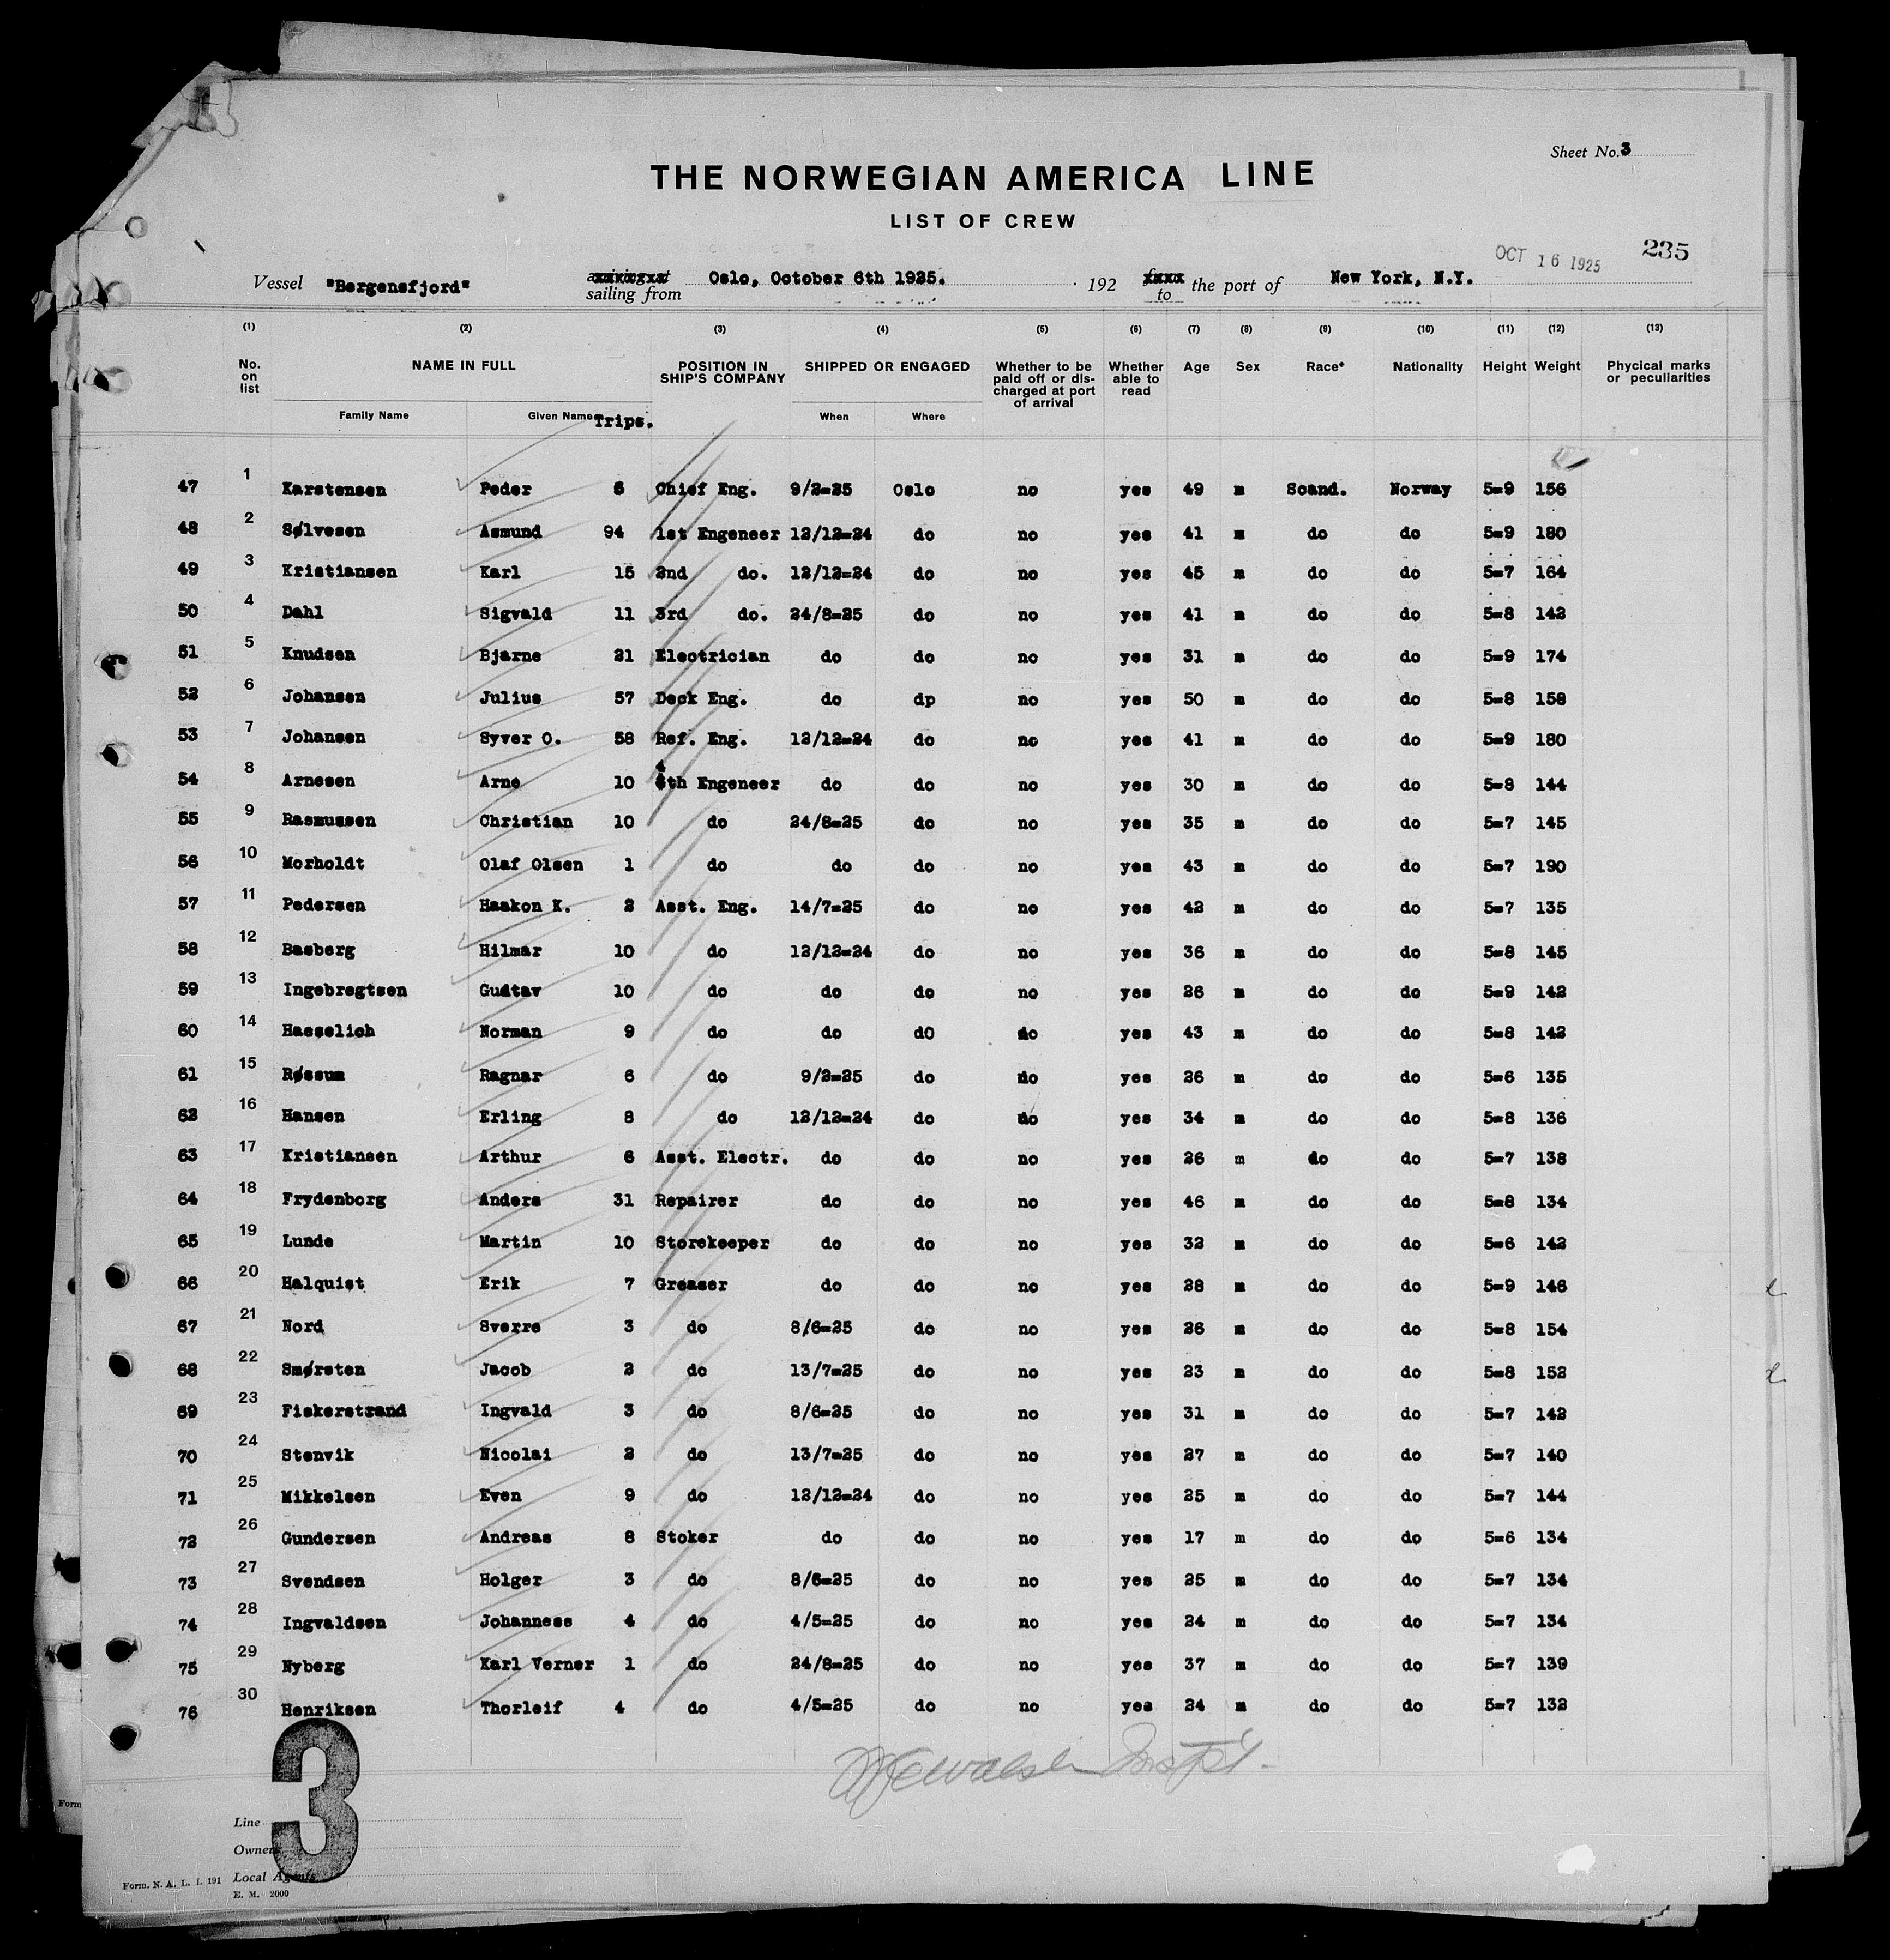 Sheet No. 3
THE NORWEGIAN AMERICA LINE
LIST OF CREW
OCT 16 1925 235
Vessel "Bergensfjord" sailing from Oslo, October 6th 1925. 192 to the port of New York, N.Y.
(1) (2) (3) (4) (5) (6) (7) (8) (9) (10) (11) (12) (13)
No. on list NAME IN FULL POSITION IN SHIP'S COMPANY SHIPPED OR ENGAGED Whether to be paid off or discharged at port of arrival Whether able to read Age Sex Race* Nationality Height Weight Phycical marks or peculiarities
Family Name Given Name Trips. When Where
47 1 Karstensen Peder 6 Chief Eng. 9/2=25 Oslo no yes 49 m Scand. Norway 5=9 156
48 2 Sølvesen Asmund 94 1st Engeneer 12/12=24 do no yes 41 m do do 5=9 180
49 3 Kristiansen Karl 15 2nd do. 12/12=24 do no yes 45 m do do 5=7 164
50 4 Dahl Sigvald 11 3rd do. 24/8=25 do no yes 41 m do do 5=8 142
51 5 Knudsen Bjarne 21 Electrician do do no yes 31 m do do 5=9 174
52 6 Johansen Julius 57 Deck Eng. do dp no yes 50 m do do 5=8 158
53 7 Johansen Syver O. 58 Ref. Eng. 12/12=24 do no yes 41 m do do 5=9 180
54 8 Arnesen Arne 10 4th Engeneer do do no yes 30 m do do 5=8 144
55 9 Rasmussen Christian 10 do 24/8=25 do no yes 35 m do do 5=7 145
56 10 Morholdt Olaf Olsen 1 do do do no yes 43 m do do 5=7 190
57 11 Pedersen Haakon K. 2 Asst. Eng. 14/7=25 do no yes 42 m do do 5=7 135
58 12 Basberg Hilmar 10 do 12/12=24 do no yes 36 m do do 5=8 145
59 13 Ingebregtsen Gustav 10 do do do no yes 26 m do do 5=9 142
60 14 Hasselich Norman 9 do do dO no yes 43 m do do 5=8 142
61 15 Røssum Ragnar 6 do 9/2=25 do no yes 26 m do do 5=6 135
62 16 Hansen Erling 8 do 12/12=24 do no yes 34 m do do 5=8 136
63 17 Kristiansen Arthur 6 Asst. Electr. do do no yes 26 m do do 5=7 138
64 18 Frydenborg Anders 31 Repairer do do no yes 46 m do do 5=8 134
65 19 Lunde Martin 10 Storekeeper do do no yes 32 m do do 5=6 142
66 20 Halquist Erik 7 Greaser do do no yes 28 m do do 5=9 146
67 21 Nord Sverre 3 do 8/6=25 do no yes 26 m do do 5=8 154
68 22 Smørsten Jacob 2 do 13/7=25 do no yes 23 m do do 5=8 152
69 23 Fiskerstrand Ingvald 3 do 8/6=25 do no yes 31 m do do 5=7 142
70 24 Stenvik Nicolai 2 do 13/7=25 do no yes 27 m do do 5=7 140
71 25 Mikkelsen Even 9 do 12/12=24 do no yes 25 m do do 5=7 144
72 26 Gundersen Andreas 8 Stoker do do no yes 17 m do do 5=6 134
73 27 Svendsen Holger 3 do 8/6=25 do no yes 25 m do do 5=7 134
74 28 Ingvaldsen Johanness 4 do 4/5=25 do no yes 24 m do do 5=7 134
75 29 Nyberg Karl Verner 1 do 24/8=25 do no yes 37 m do do 5=7 139
76 30 Henriksen Thorleif 4 do 4/5=25 do no yes 24 m do do 5=7 132
3
Line
Owners
Local Agents
Form. N. A. L. I. 191
E. M. 2000
Form